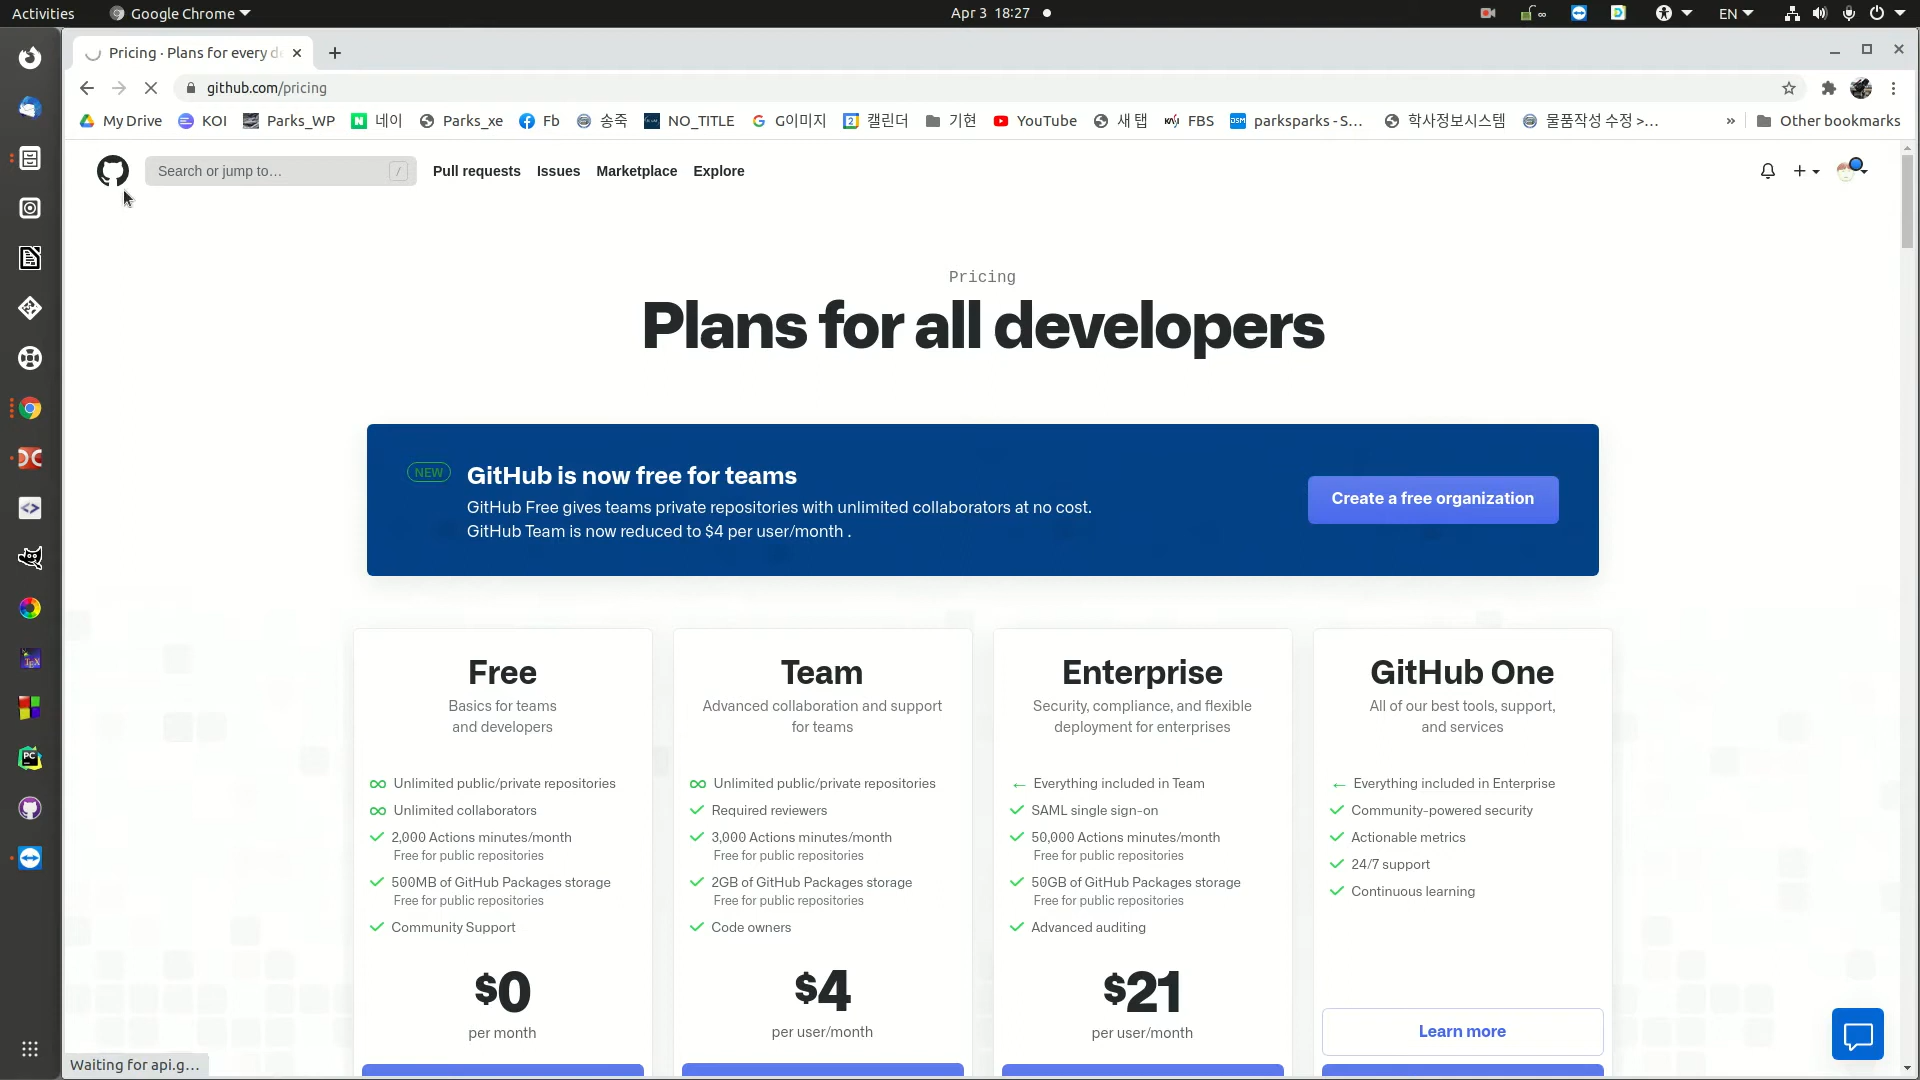 Activities
Google Chrome
Apr 3 18:27
EN
Pricing · Plans for every de
github.com/pricing
My Drive
KOI
Parks_WP
네이
Parks_xe
Fb
송죽
NO_TITLE
G이미지
캘린더
기현
YouTube
새 탭
FBS
parksparks - S...
학사정보시스템
물품작성 수정 >...
»
Other bookmarks
Search or jump to...
/
Pull requests
Issues
Marketplace
Explore
Pricing
Plans for all developers
NEW
GitHub is now free for teams
GitHub Free gives teams private repositories with unlimited collaborators at no cost.
GitHub Team is now reduced to $4 per user/month .
Create a free organization
Free
Basics for teams
and developers
Unlimited public/private repositories
Unlimited collaborators
2,000 Actions minutes/month
Free for public repositories
500MB of GitHub Packages storage
Free for public repositories
Community Support
$0
per month
Team
Advanced collaboration and support
for teams
Unlimited public/private repositories
Required reviewers
3,000 Actions minutes/month
Free for public repositories
2GB of GitHub Packages storage
Free for public repositories
Code owners
$4
per user/month
Enterprise
Security, compliance, and flexible
deployment for enterprises
Everything included in Team
SAML single sign-on
50,000 Actions minutes/month
Free for public repositories
50GB of GitHub Packages storage
Free for public repositories
Advanced auditing
$21
per user/month
GitHub One
All of our best tools, support,
and services
Everything included in Enterprise
Community-powered security
Actionable metrics
24/7 support
Continuous learning
Learn more
Waiting for api.g...